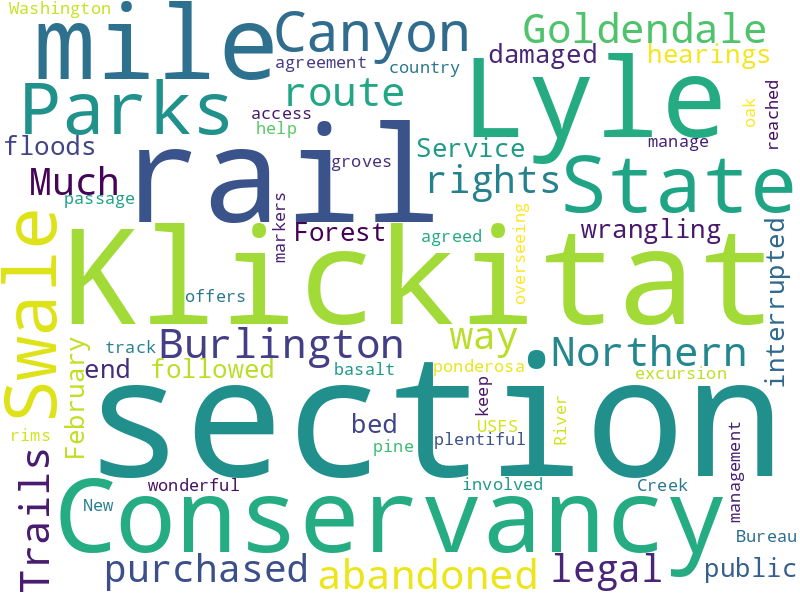 Washington
mile
Canyon
Goldendale
agreement
country
damaged
hearings
Parks
route
Lyle
access
help
rail
floods
groves
Service
manage
oak
reached
Much
passage
rights
State
markers
Forest
agreed
overseeing
wrangling
Swale
Klickitat
interrupted
offers
February
track
Burlington
way
Northern
end
followed
basalt
ponderosa
excursion
section
keep
rims
bed
USFS
River
pine
plentiful
Trails
wonderful
involved
Creek
management
New
Conservancy
Bureau
purchased
abandoned
legal
public